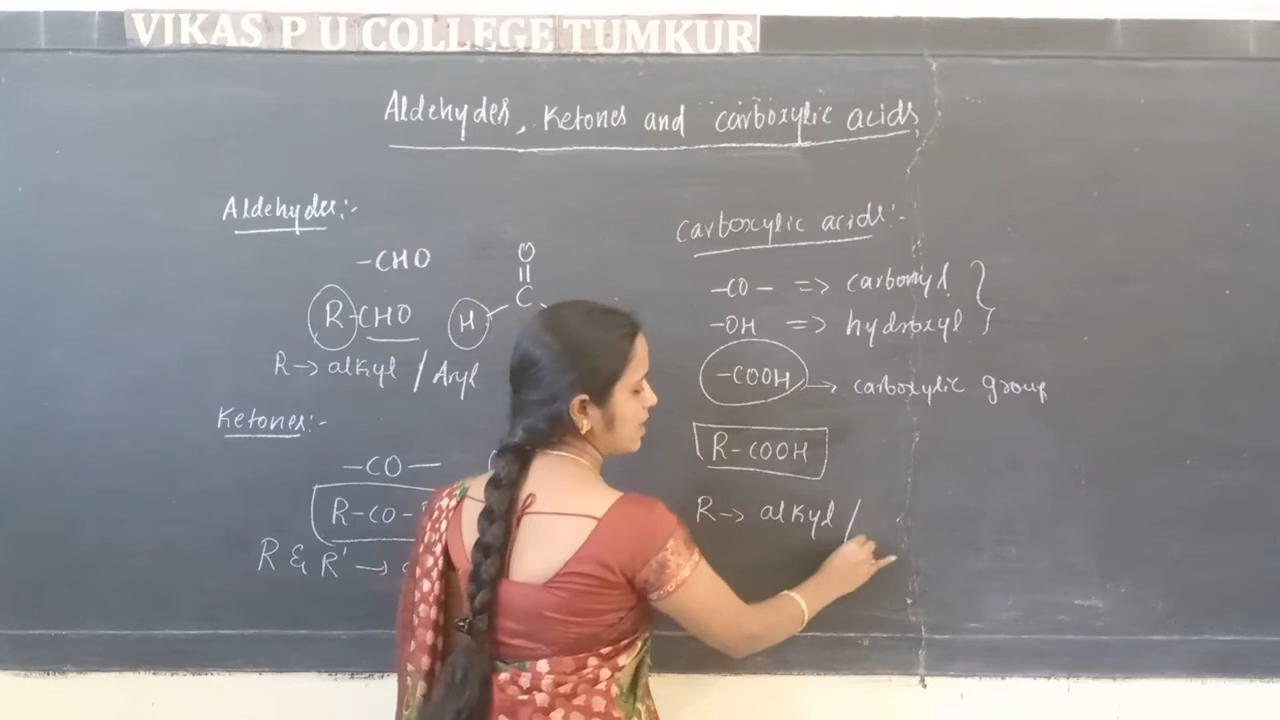 VIKAS P U COLLEGE TUMKUR
Aldehydes, Ketones and carboxylic acids,
Aldehydes:-
-CHO
O
||
C
R-CHO
H
R → alkyl / Aryl
Ketones:-
-CO-
R-CO-
R & R' →
carboxylic acids:-
-CO- => carbonyl }
-OH => hydroxyl
-COOH → carboxylic group
R-COOH
R → alkyl /